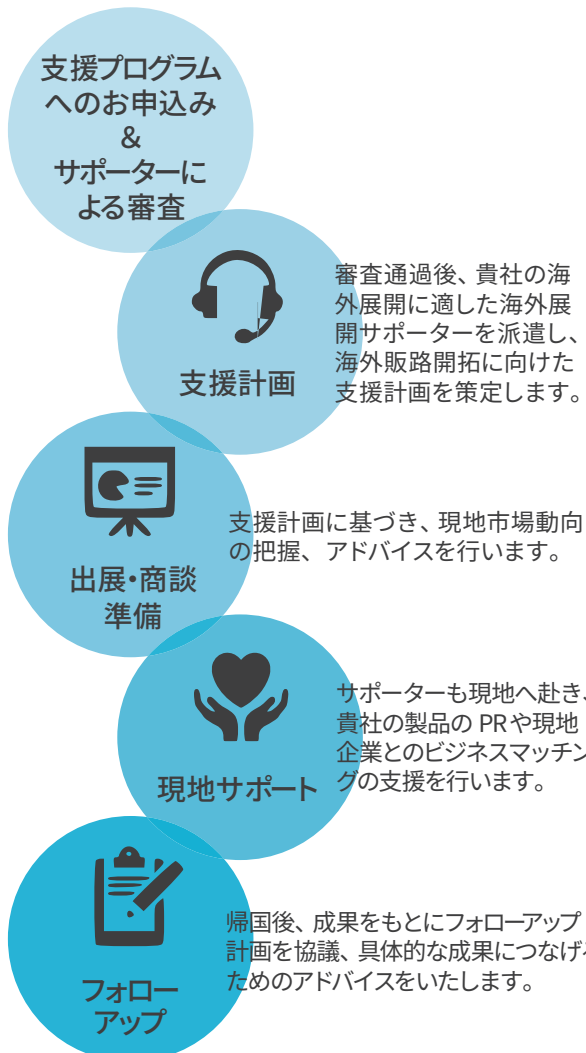 支援プログラム
へのお申込み
&
サポーターに
よる審査
支援計画
審査通過後、貴社の海
外展開に適した海外展
開サポーターを派遣し、
海外販路開拓に向けた
支援計画を策定します。
出展・商談
準備
支援計画に基づき、現地市場動向
の把握、アドバイスを行います。
現地サポート
サポーターも現地へ赴き、
貴社の製品の PRや現地
企業とのビジネスマッチン
グの支援を行います。
フォロー
アップ
帰国後、成果をもとにフォローアップ
計画を協議、具体的な成果につなげる
ためのアドバイスをいたします。